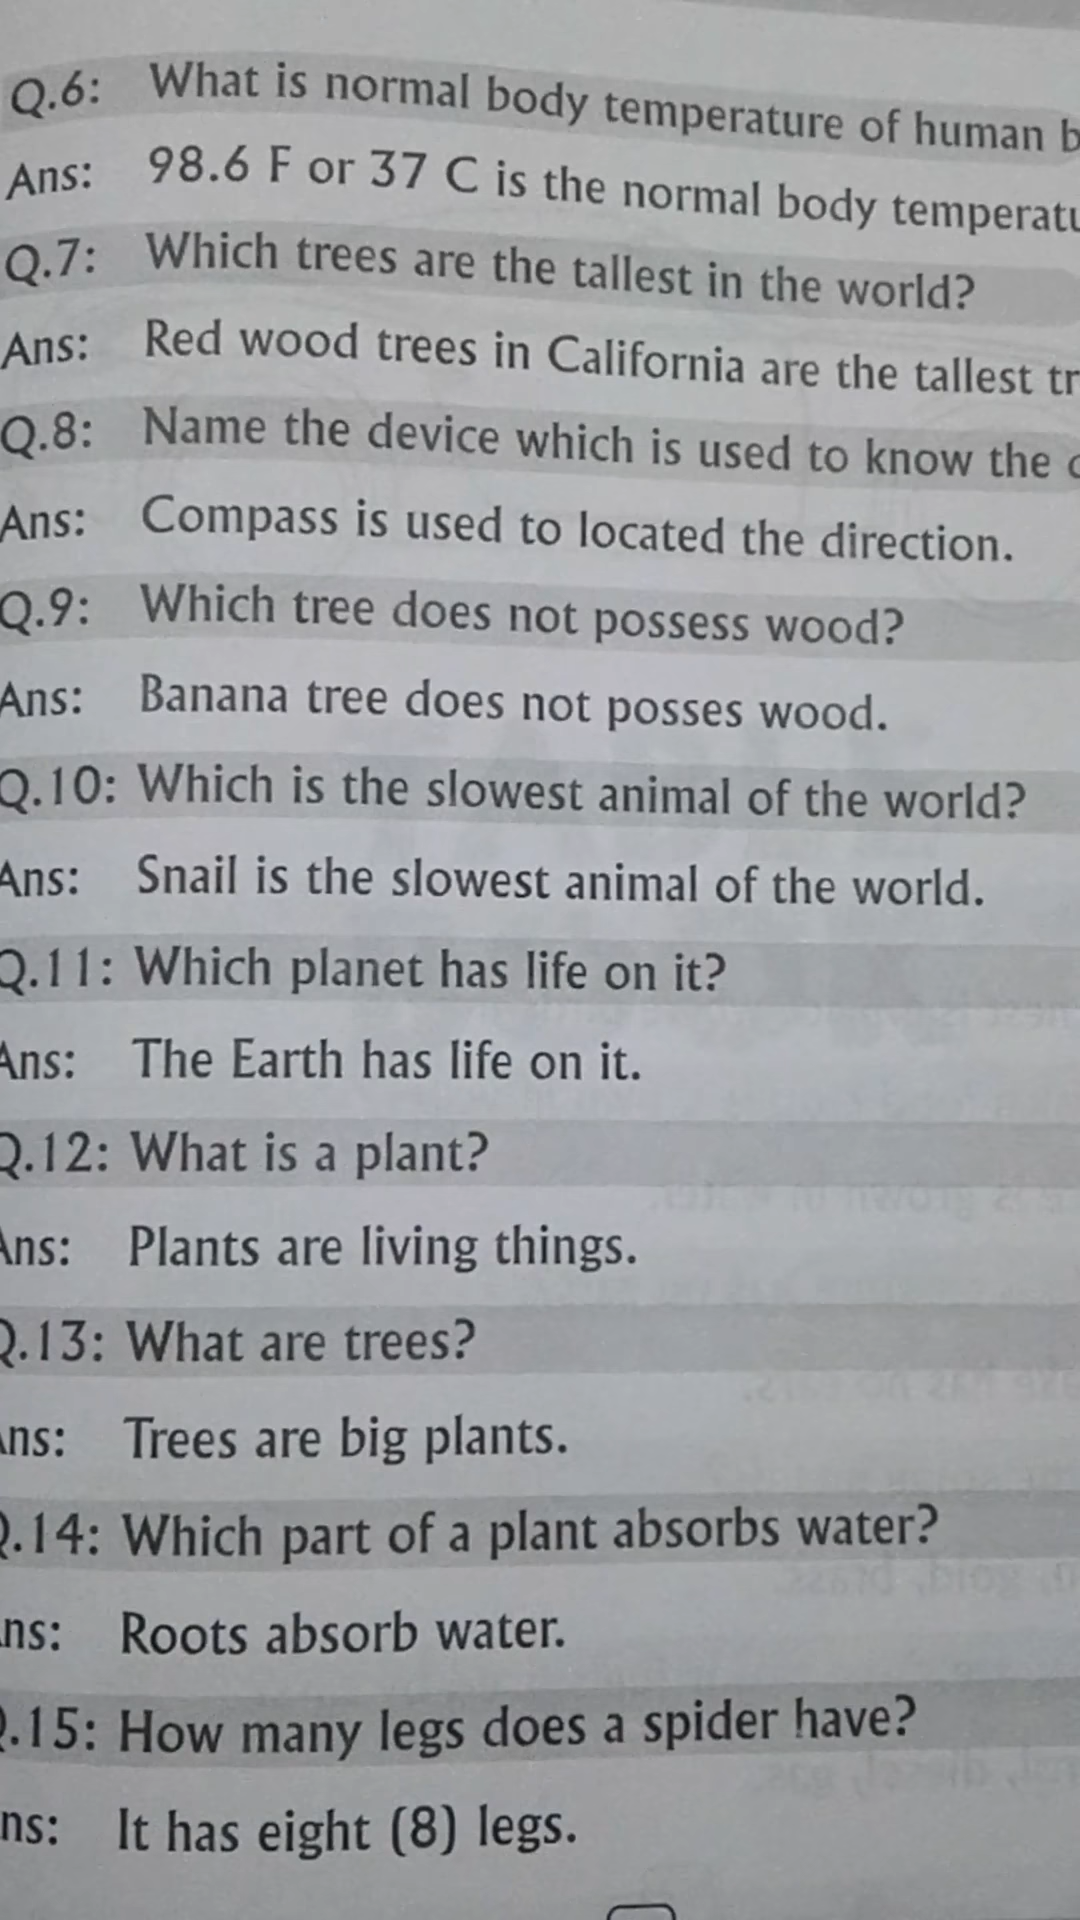 Q.6: What is normal body temperature of human
Ans: 98.6 F or 37 C is the normal body
Q.7: Which trees are the tallest in the world?
Ans: Red wood trees in California are the tallest
Q.8: Name the device which is used to know the
Ans: Compass is used to located the direction.
Q.9: Which tree does not possess wood?
Ans: Banana tree does not posses wood.
Q.10: Which is the slowest animal of the world?
Ans: Snail is the slowest animal of the world.
Q.11: Which planet has life on it?
Ans: The Earth has life on it.
Q.12: What is a plant?
Ans: Plants are living things.
Q.13: What are trees?
Ans: Trees are big plants.
Q.14: Which part of a plant absorbs water?
Ans: Roots absorb water.
Q.15: How many legs does a spider have?
Ans: It has eight (8) legs.